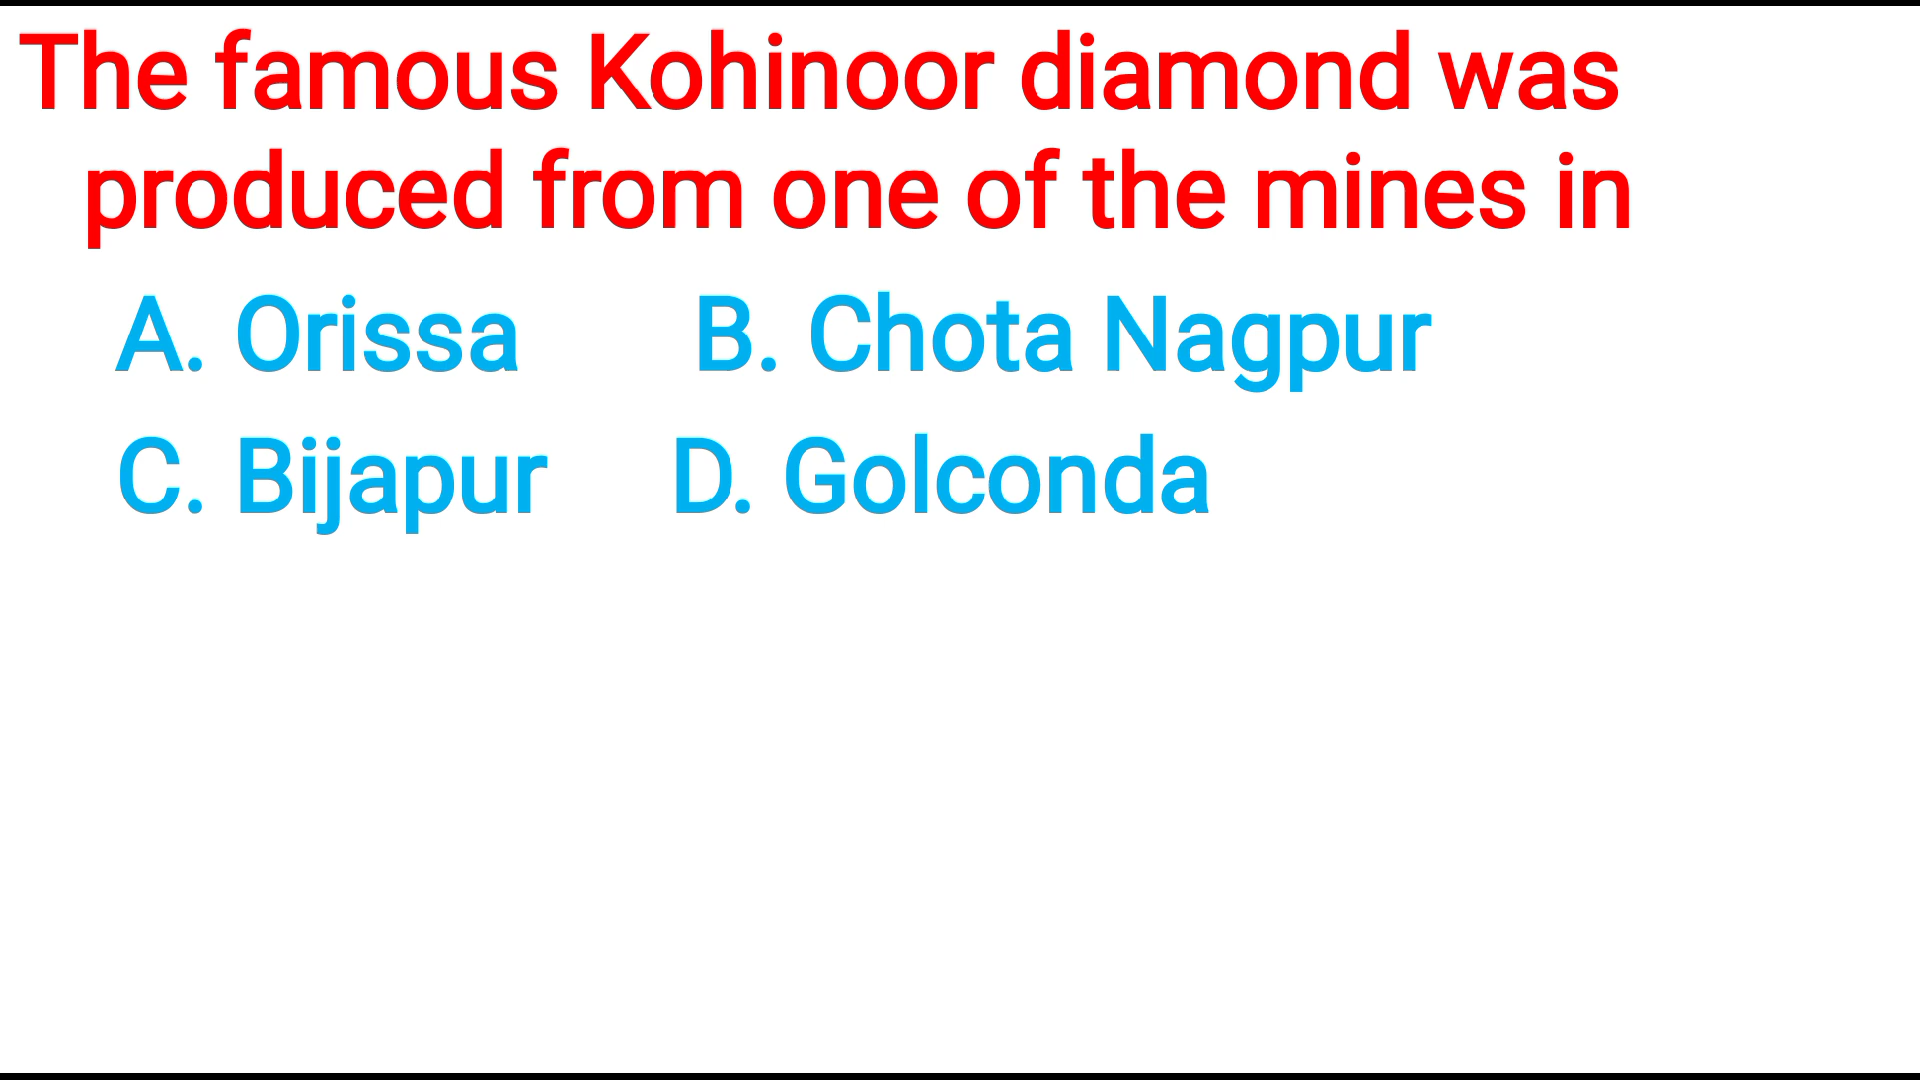 The famous Kohinoor diamond was
produced from one of the mines in
A. Orissa B. Chota Nagpur
C. Bijapur D. Golconda